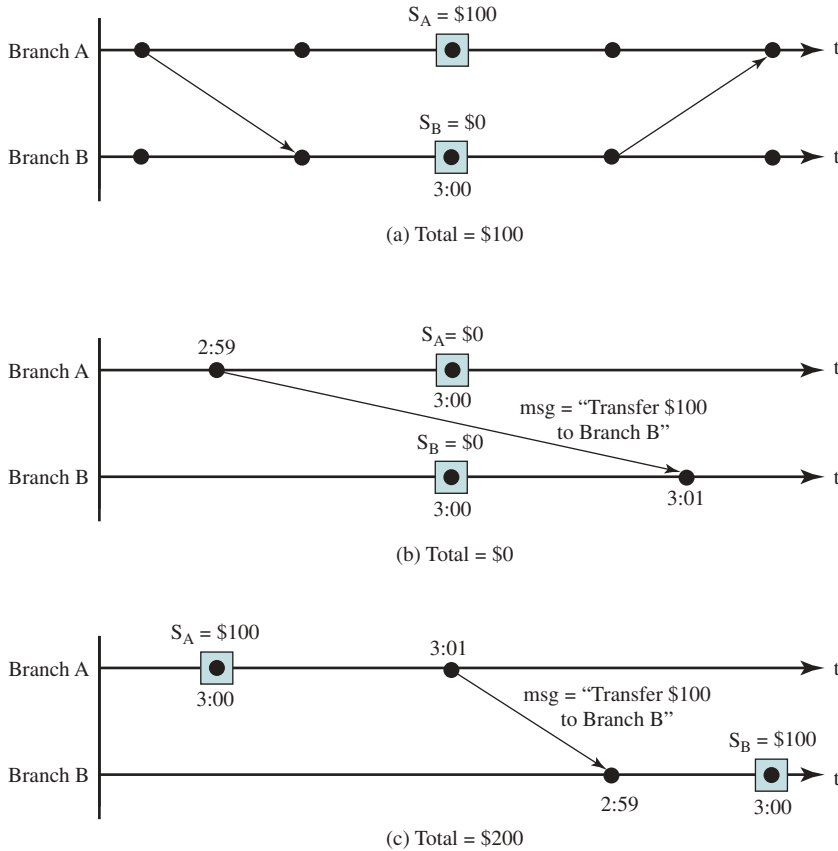 S_A = $100
Branch A
t
S_B = $0
Branch B
t
3:00
(a) Total = $100
2:59
S_A= $0
Branch A
t
3:00
msg = “Transfer $100
to Branch B”
S_B = $0
Branch B
t
3:00
3:01
(b) Total = $0
S_A = $100
3:01
Branch A
t
3:00
msg = “Transfer $100
to Branch B”
S_B = $100
Branch B
t
2:59
3:00
(c) Total = $200